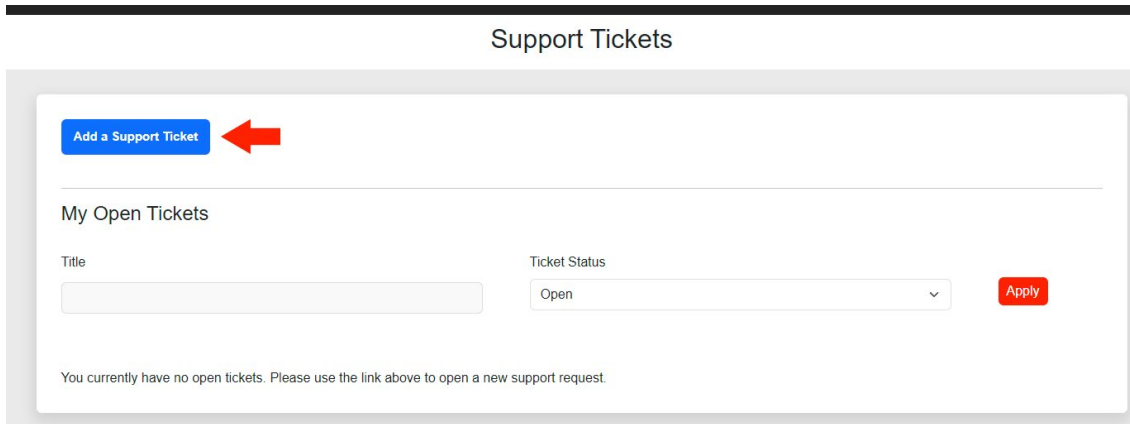 Support Tickets
Add a Support Ticket
My Open Tickets
Title
Ticket Status
Open
Apply
You currently have no open tickets. Please use the link above to open a new support request.